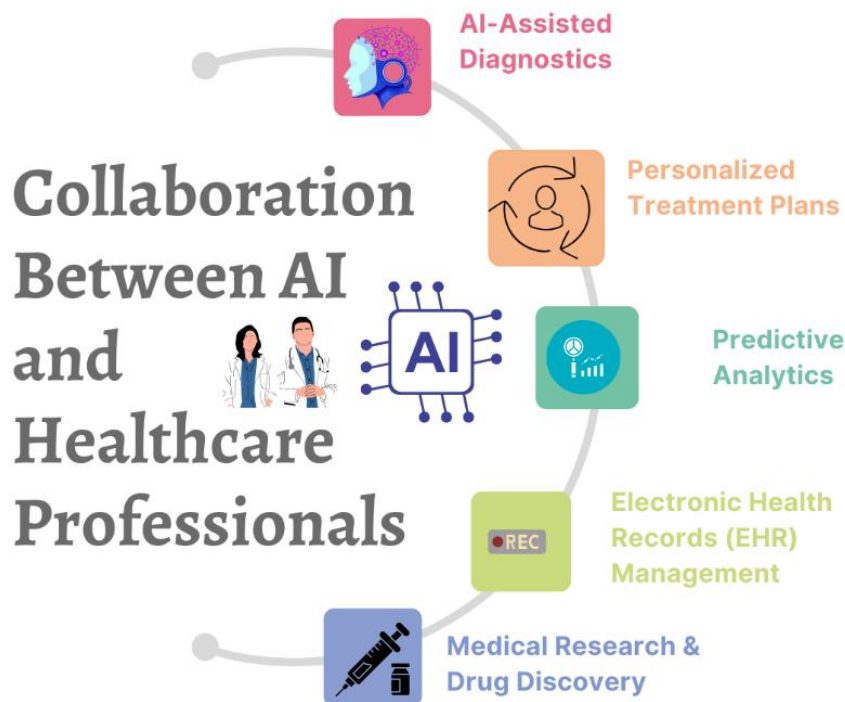 Collaboration
Between AI
and
Healthcare
Professionals
AI
AI-Assisted
Diagnostics
Personalized
Treatment Plans
Predictive
Analytics
REC
Electronic Health
Records (EHR)
Management
Medical Research &
Drug Discovery